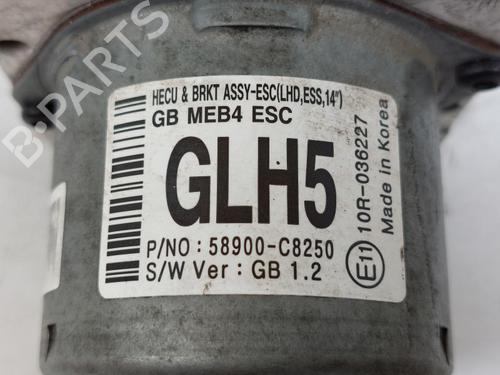 HECU & BRKT ASSY-ESC(LHD,ESS,14")
GB MEB4 ESC
GLH5
P/NO : 58900-C8250
S/W Ver : GB 1.2
E11 10R-036227
Made in Korea
B-PARTS